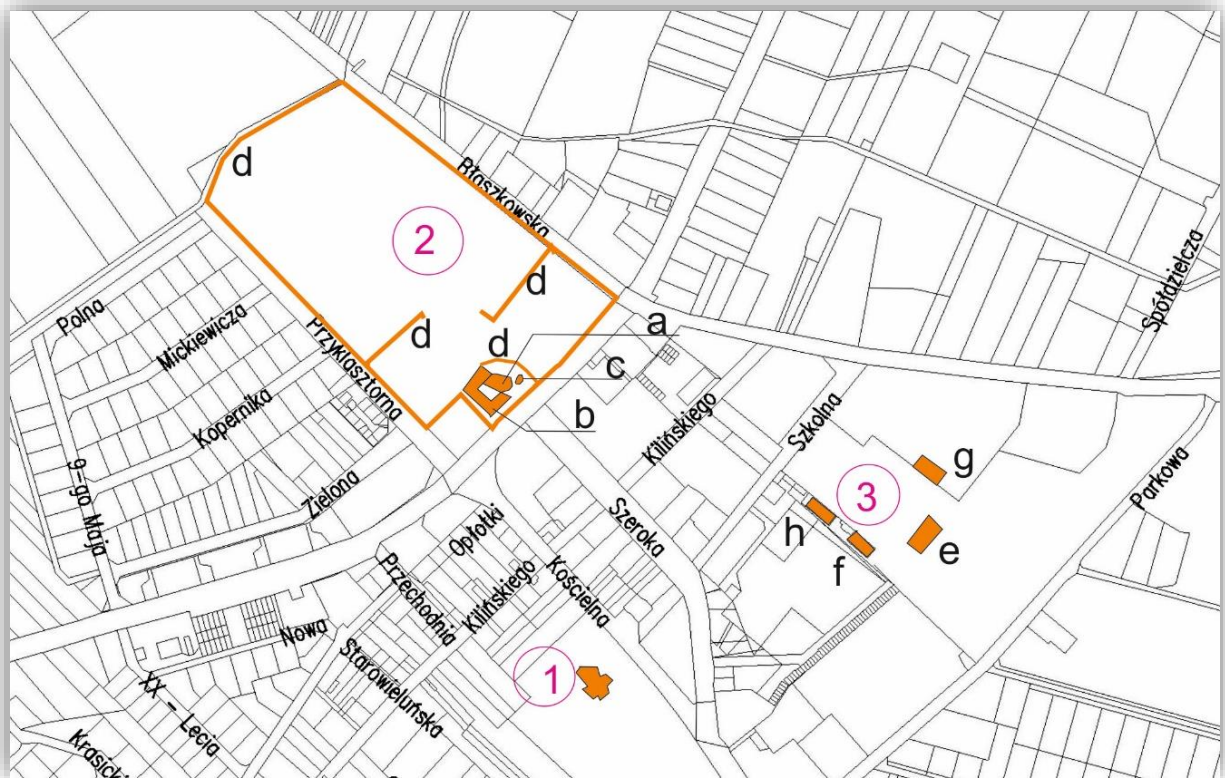 d
Błaszkowska
2
Spółdzielcza
d
Polna
Mickiewicza
Przyklasztorna
d
d
a
c
b
Kopernika
Kilińskiego
Szkolna
g
Parkowa
9-go Maja
Zielona
3
h
f
e
Szeroka
Opłotki
Przechodnia
Kilińskiego
Kościelna
Nowa
Starowieluńska
1
XX - Lecia